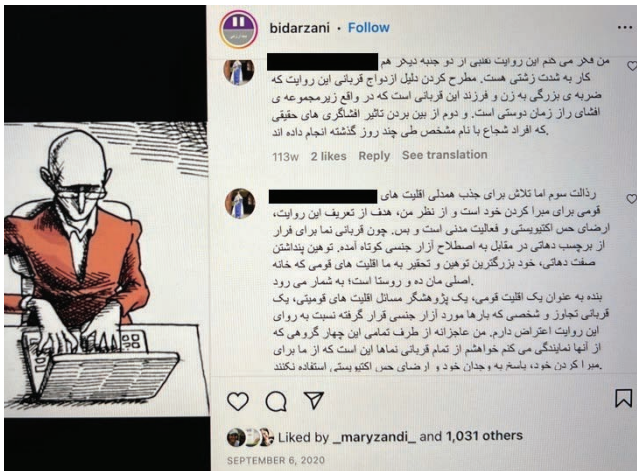 bidarzani • Follow
من فکر می کنم این روایت تقلبی از دو جنبه دیگر هم
کار به شدت زشتی هست. مطرح کردن دلیل ازدواج قربانی این روایت که
ضربه ی بزرگی به زن و فرزند این قربانی است که در واقع زیرمجموعه ی
افشای راز زمان دوستی است. و دوم از بین بردن تاثیر افشاگری های حقیقی
که افراد شجاع با نام مشخص طی چند روز گذشته انجام داده اند.
113w 2 likes Reply See translation
رذالت سوم اما تلاش برای جذب همدلی اقلیت های
قومی برای مبرا کردن خود است و از نظر من، هدف از تعریف این روایت،
ارضای حس اکتیویستی و فعالیت مدنی است و بس. چون قربانی نما برای فرار
از برچسب دهاتی در مقابل به اصطلاح آزار جنسی کوتاه آمده. توهین پنداشتن
صفت دهاتی، خود بزرگترین توهین و تحقیر به ما اقلیت های قومی که خانه
اصلی مان ده و روستا است؛ به شمار می رود.
بنده به عنوان یک اقلیت قومی، یک پژوهشگر مسائل اقلیت های قومیتی، یک
قربانی تجاوز و شخصی که بارها مورد آزار جنسی قرار گرفته نسبت به روای
این روایت اعتراض دارم. من عاجزانه از طرف تمامی این چهار گروهی که
از آنها نمایندگی می کنم خواهشم از تمام قربانی نماها این است که از ما برای
مبرا کردن خود، پاسخ به وجدان خود و ارضای حس اکتیویستی استفاده نکنند.
Liked by _maryzandi_ and 1,031 others
SEPTEMBER 6, 2020